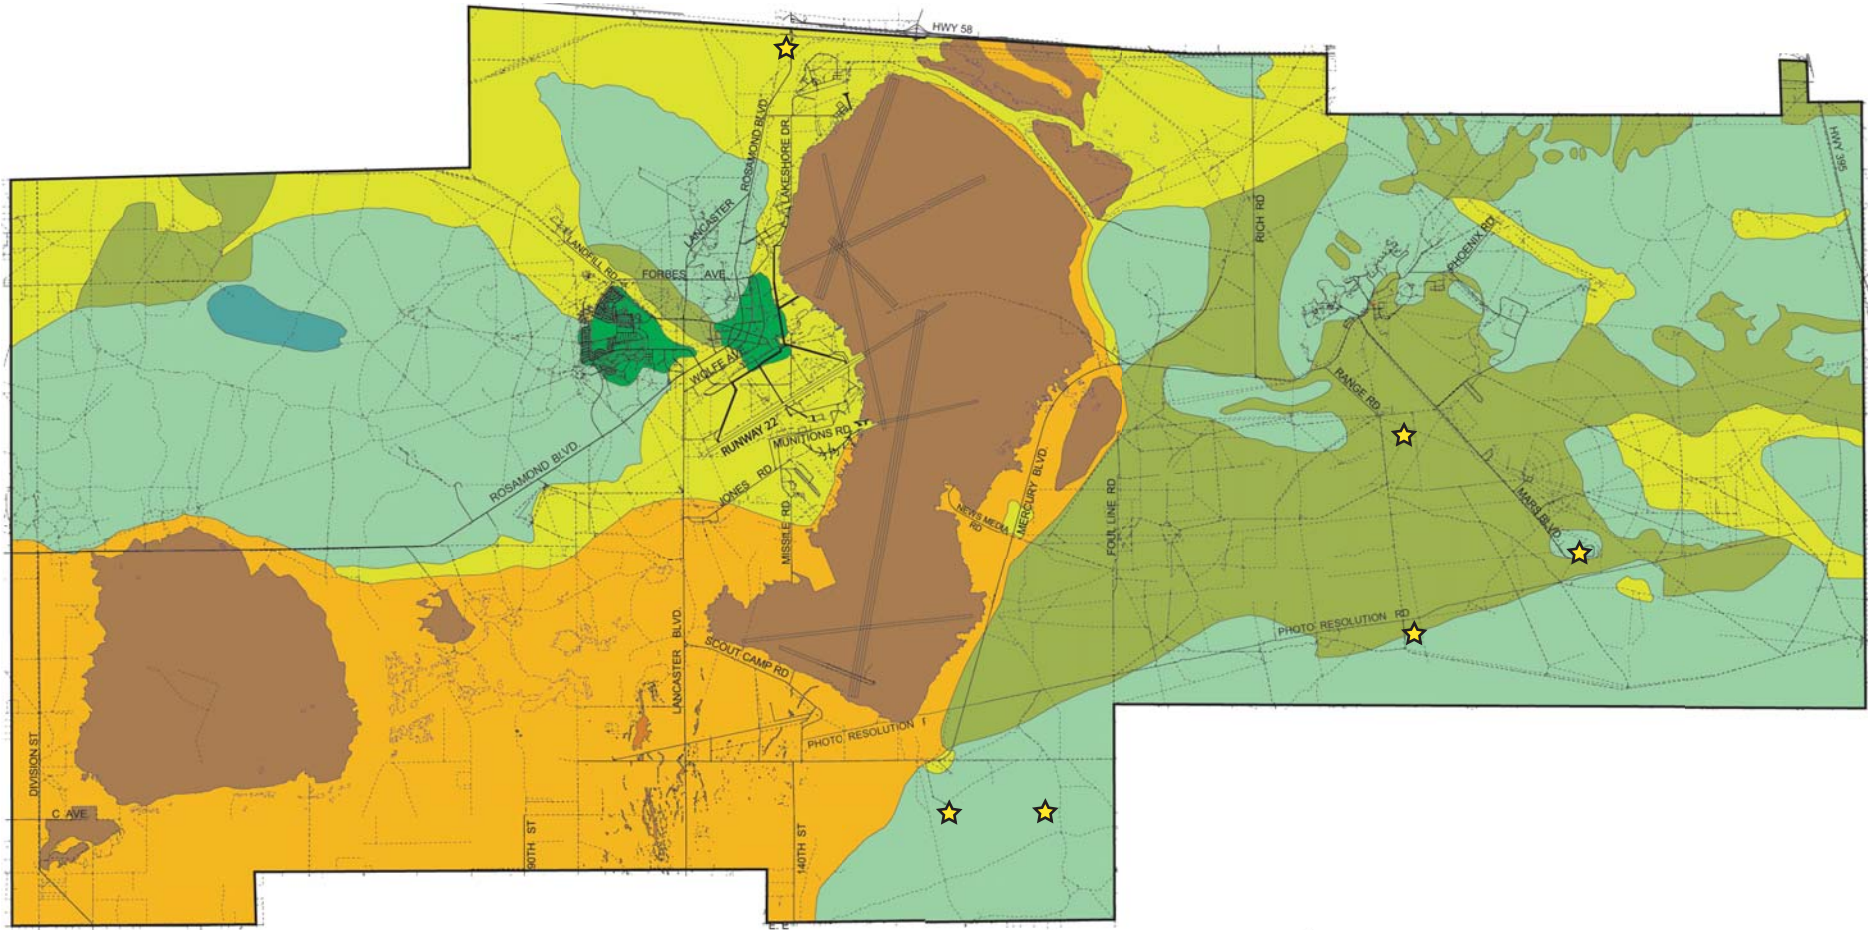 HWY 58
HWY 395
ROSAMOND BLVD.
LAKESHORE DR.
LANCASTER
LANDFILL RD.
FORBES AVE.
RICH RD
PHOENIX RD
WOLFE AV
RUNWAY 22
MUNITIONS RD
JONES RD
ROSAMOND BLVD.
RANGE RD
MARS BLVD.
MERCURY BLVD.
NEWS MEDIA
RD
FOUL LINE RD
MISSILE RD
LANCASTER BLVD.
SCOUT CAMP RD
PHOTO RESOLUTION RD
PHOTO RESOLUTION
DIVISION ST
C AVE
90TH ST
140TH ST